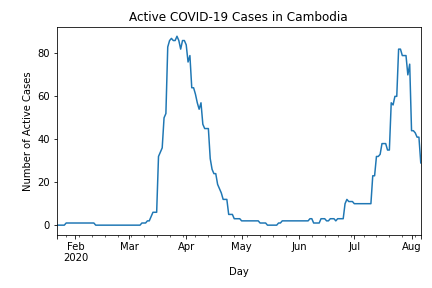 Active COVID-19 Cases in Cambodia
Number of Active Cases
80
60
40
20
0
Feb Mar Apr May Jun Jul Aug
2020
Day